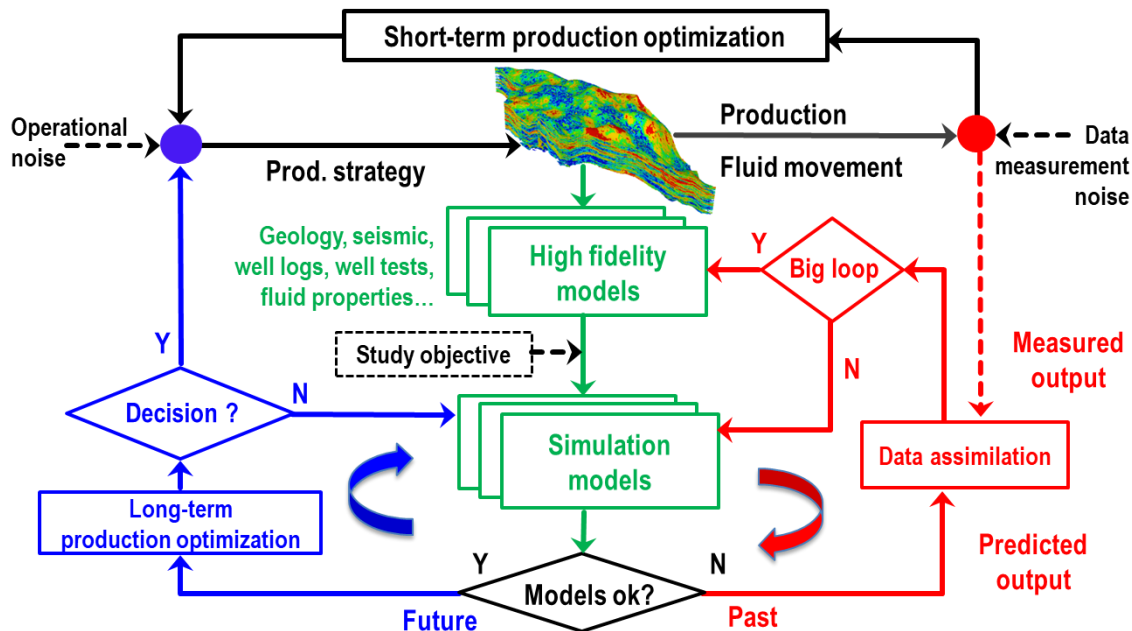 Short-term production optimization
Operational
noise
Prod. strategy
Production
Fluid movement
Data
measurement
noise
Geology, seismic,
well logs, well tests,
fluid properties…
High fidelity
models
Y
Big loop
N
Study objective
Measured
output
Y
Decision ?
N
Simulation
models
Data assimilation
Long-term
production optimization
Predicted
output
Y
Models ok?
N
Future
Past